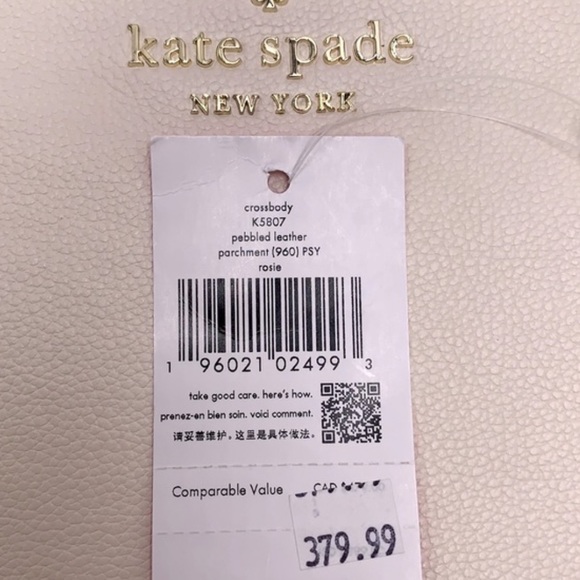 kate spade
NEW YORK
crossbody
K5807
pebbled leather
parchment (960) PSY
rosie
1 96021 02499 3
take good care. here's how.
prenez-en bien soin. voici comment.
请妥善维护。这里是具体做法。
Comparable Value CAD
379.99